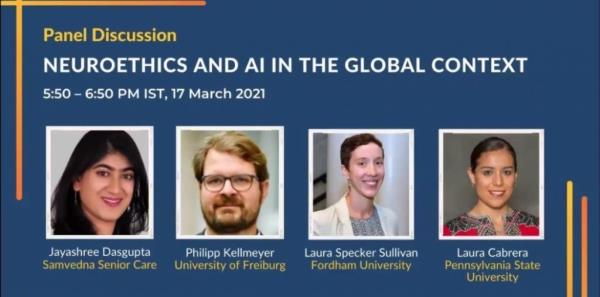 Panel Discussion
NEUROETHICS AND AI IN THE GLOBAL CONTEXT
5:50 – 6:50 PM IST, 17 March 2021
Jayashree Dasgupta
Samvedna Senior Care
Philipp Kellmeyer
University of Freiburg
Laura Specker Sullivan
Fordham University
Laura Cabrera
Pennsylvania State
University